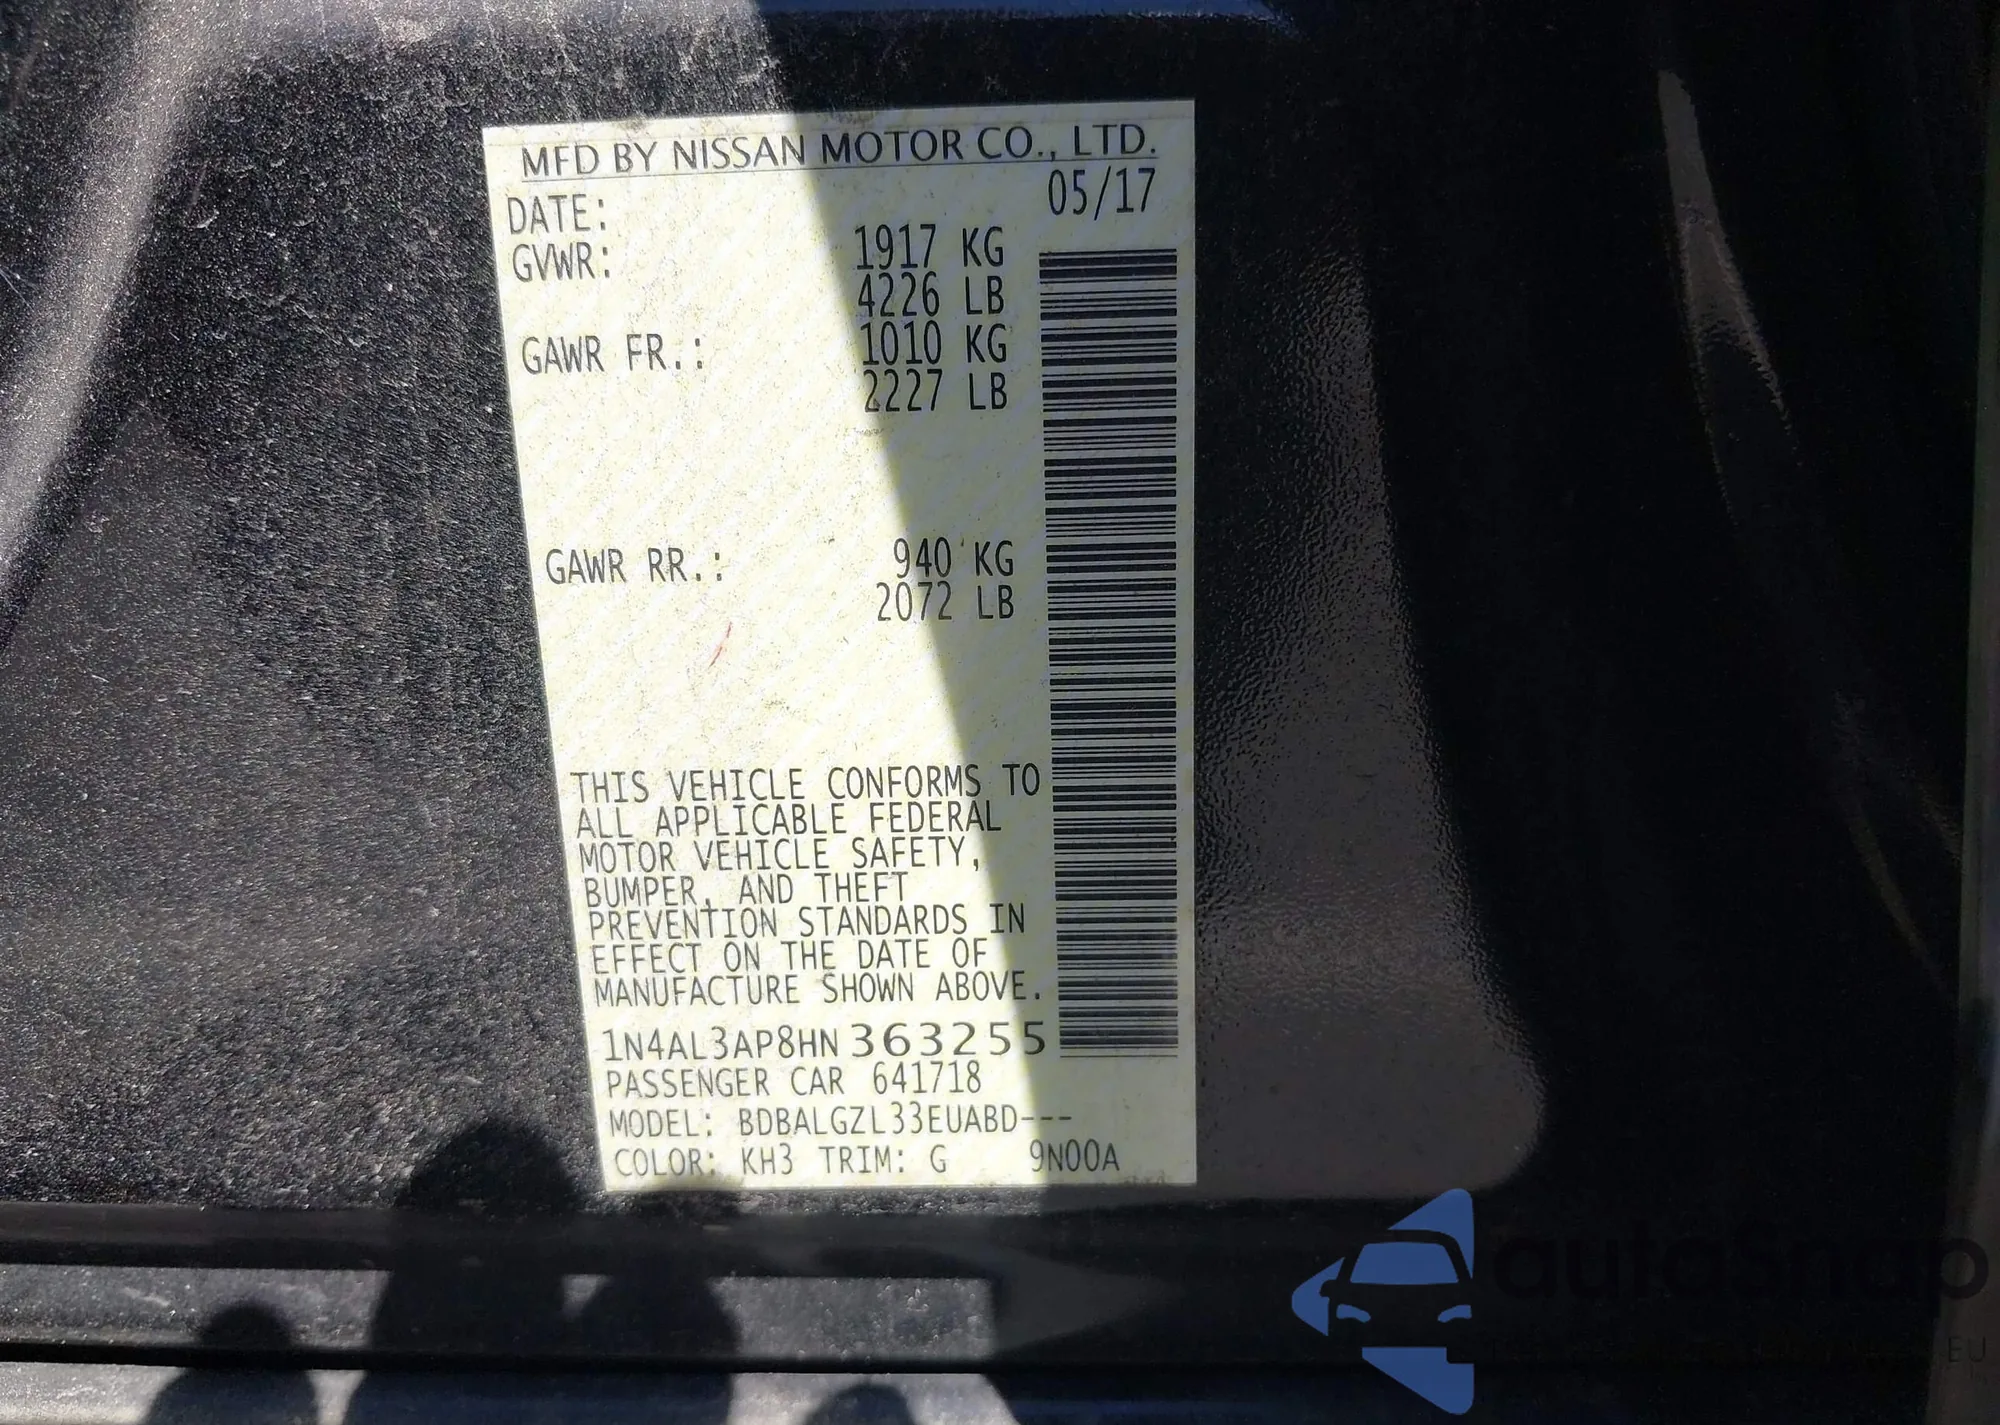 MFD BY NISSAN MOTOR CO., LTD.
DATE: 05/17
GVWR: 1917 KG
4226 LB
GAWR FR.: 1010 KG
2227 LB
GAWR RR.: 940 KG
2072 LB
THIS VEHICLE CONFORMS TO
ALL APPLICABLE FEDERAL
MOTOR VEHICLE SAFETY,
BUMPER, AND THEFT
PREVENTION STANDARDS IN
EFFECT ON THE DATE OF
MANUFACTURE SHOWN ABOVE.
1N4AL3AP8HN363255
PASSENGER CAR 641718
MODEL: BDBALGZL33EUABD---
COLOR: KH3 TRIM: G 9N00A
autoSnap
EU